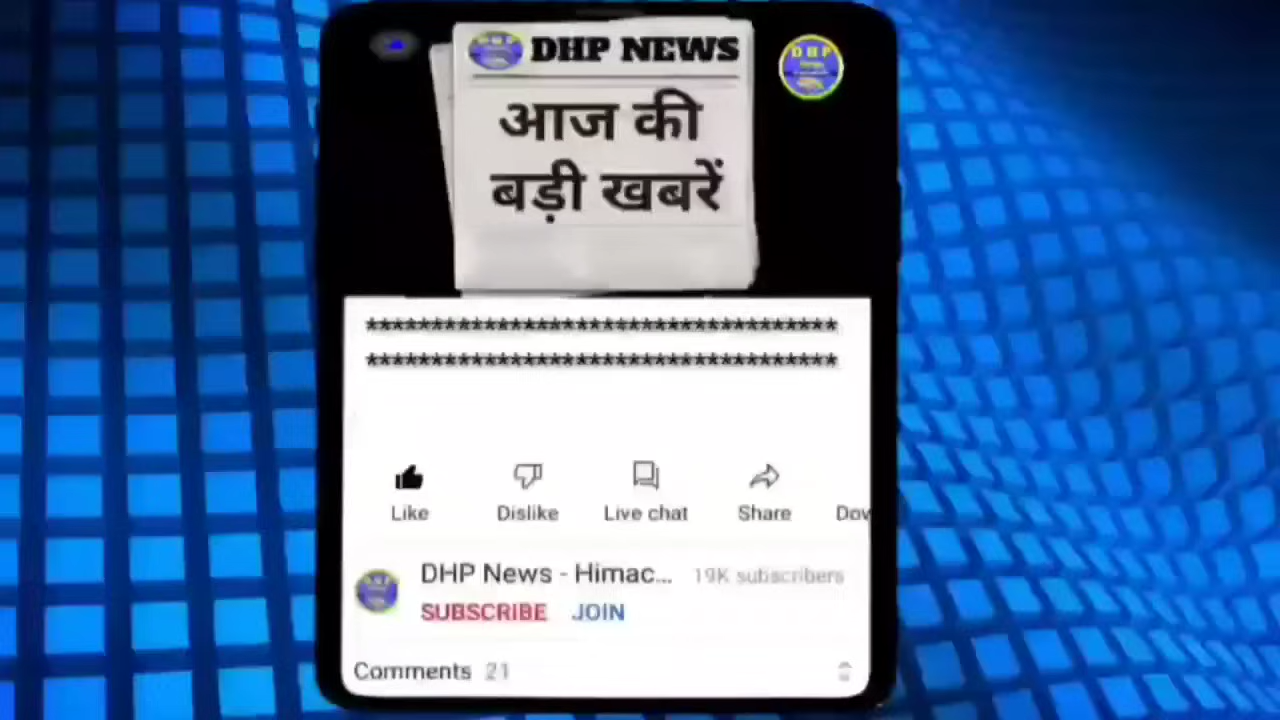 DHP NEWS
आज की
बड़ी खबरें
************************************
************************************
Like Dislike Live chat Share Dov
DHP News - Himac... 19K subscribers
SUBSCRIBE JOIN
Comments 21